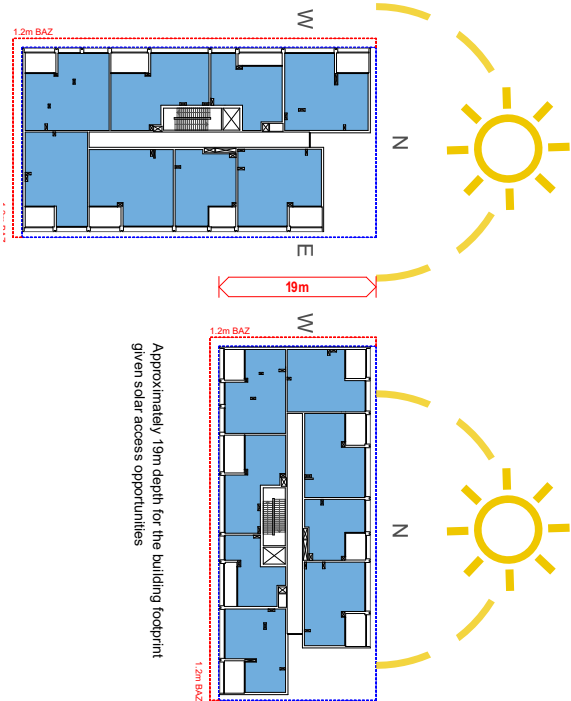 1.2m BAZ
W
N
E
19m
W
1.2m BAZ
N
Approximately 19m depth for the building footprint
given solar access opportunities
1.2m BAZ